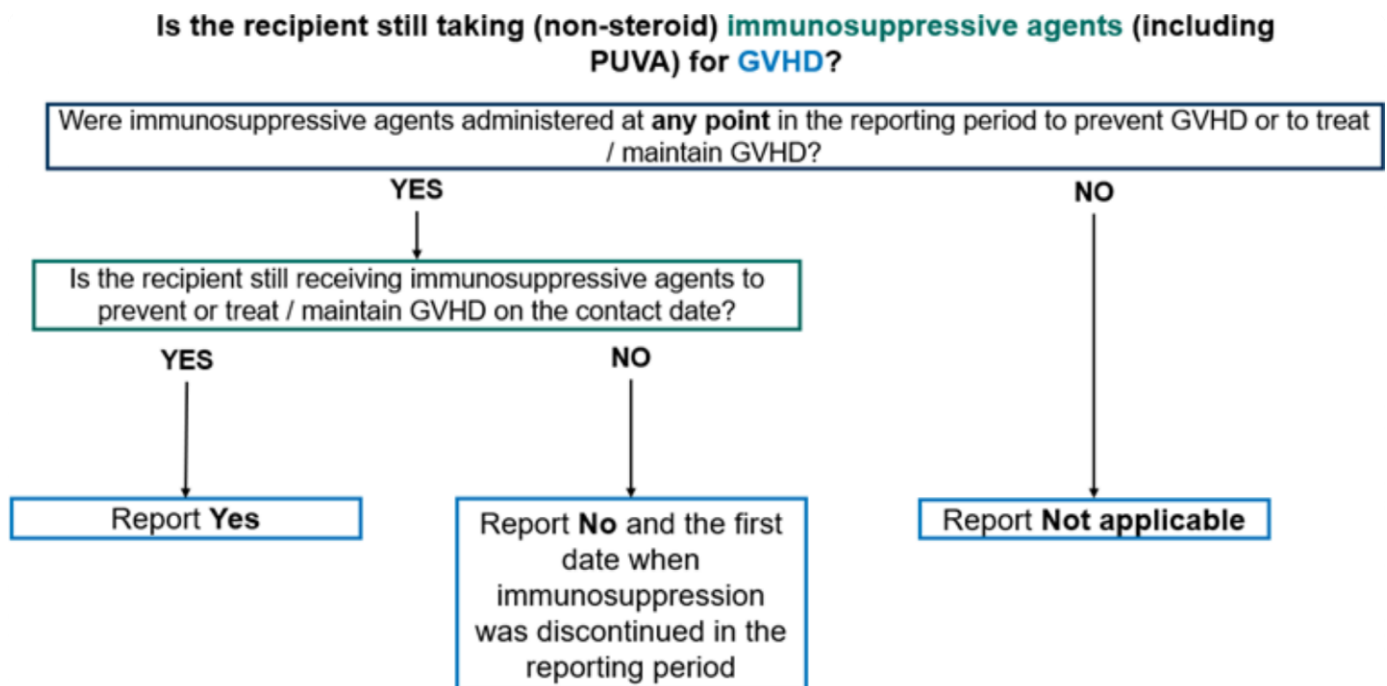 Is the recipient still taking (non-steroid) immunosuppressive agents (including
PUVA) for GVHD?
Were immunosuppressive agents administered at any point in the reporting period to prevent GVHD or to treat
/ maintain GVHD?
YES
NO
Is the recipient still receiving immunosuppressive agents to
prevent or treat / maintain GVHD on the contact date?
YES
NO
Report Yes
Report No and the first
date when
immunosuppression
was discontinued in the
reporting period
Report Not applicable